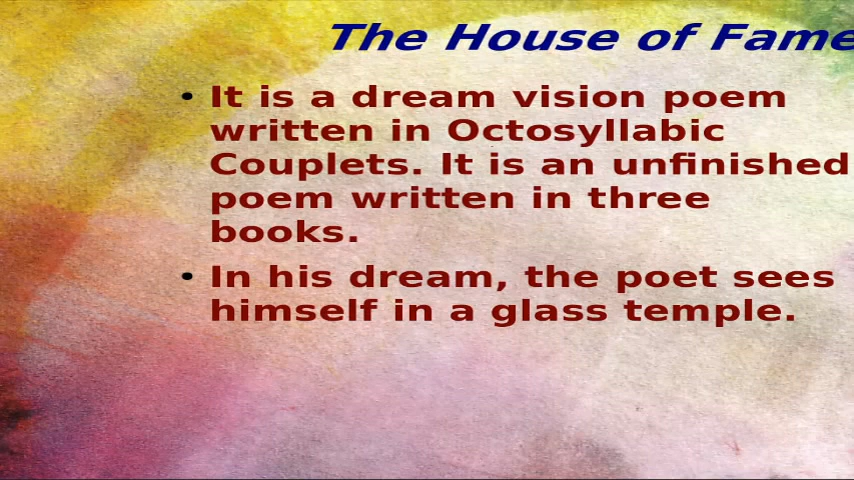 The House of Fame
• It is a dream vision poem
written in Octosyllabic
Couplets. It is an unfinished
poem written in three
books.
• In his dream, the poet sees
himself in a glass temple.